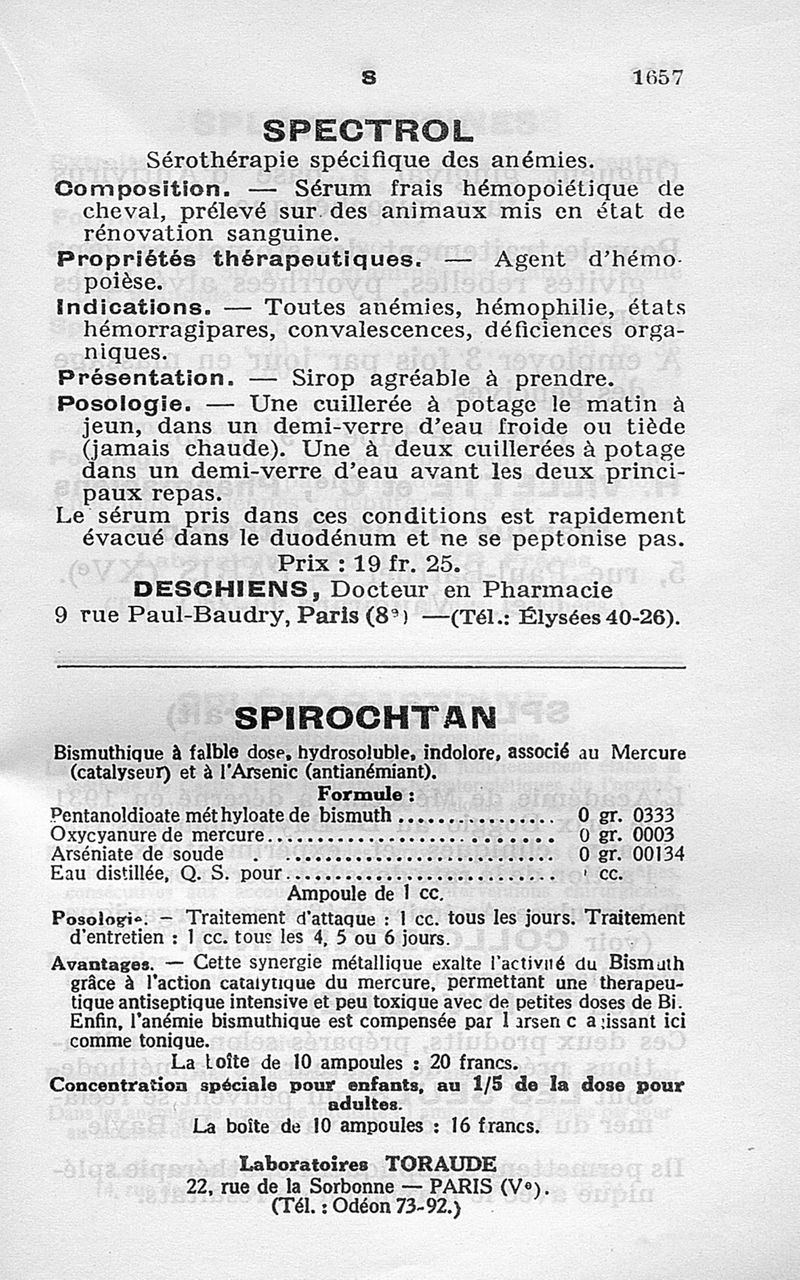 S 1657
SPECTROL
Sérothérapie spécifique des anémies.
Composition. — Sérum frais hémopoiétique de
cheval, prélevé sur des animaux mis en état de
rénovation sanguine.
Propriétés thérapeutiques. — Agent d'hémo-
poièse.
Indications. — Toutes anémies, hémophilie, états
hémorragipares, convalescences, déficiences orga-
niques.
Présentation. — Sirop agréable à prendre.
Posologie. — Une cuillerée à potage le matin à
jeun, dans un demi-verre d'eau froide ou tiède
(jamais chaude). Une à deux cuillerées à potage
dans un demi-verre d'eau avant les deux princi-
paux repas.
Le sérum pris dans ces conditions est rapidement
évacué dans le duodénum et ne se peptonise pas.
Prix : 19 fr. 25.
DESCHIENS, Docteur en Pharmacie
9 rue Paul-Baudry, Paris (8e) — (Tél.: Élysées 40-26).
SPIROCHTAN
Bismuthique à faible dose, hydrosoluble, indolore, associé au Mercure
(catalyseur) et à l'Arsenic (antianémiant).
Formule :
Pentanoldioate méthyloate de bismuth ................ 0 gr. 0333
Oxycyanure de mercure............................ 0 gr. 0003
Arséniate de soude . ........................... 0 gr. 00134
Eau distillée, Q. S. pour........................... cc.
Ampoule de 1 cc.
Posologie. — Traitement d'attaque : 1 cc. tous les jours. Traitement
d'entretien : 1 cc. tous les 4, 5 ou 6 jours.
Avantages. — Cette synergie métallique exalte l'activité du Bismuth
grâce à l'action catalytique du mercure, permettant une therapeu-
tique antiseptique intensive et peu toxique avec de petites doses de Bi.
Enfin, l'anémie bismuthique est compensée par l arsen c a issant ici
comme tonique.
La boîte de 10 ampoules : 20 francs.
Concentration spéciale pour enfants, au 1/5 de la dose pour
adultes.
La boîte de 10 ampoules : 16 francs.
Laboratoires TORAUDE
22, rue de la Sorbonne — PARIS (Ve).
(Tél. : Odéon 73-92.)